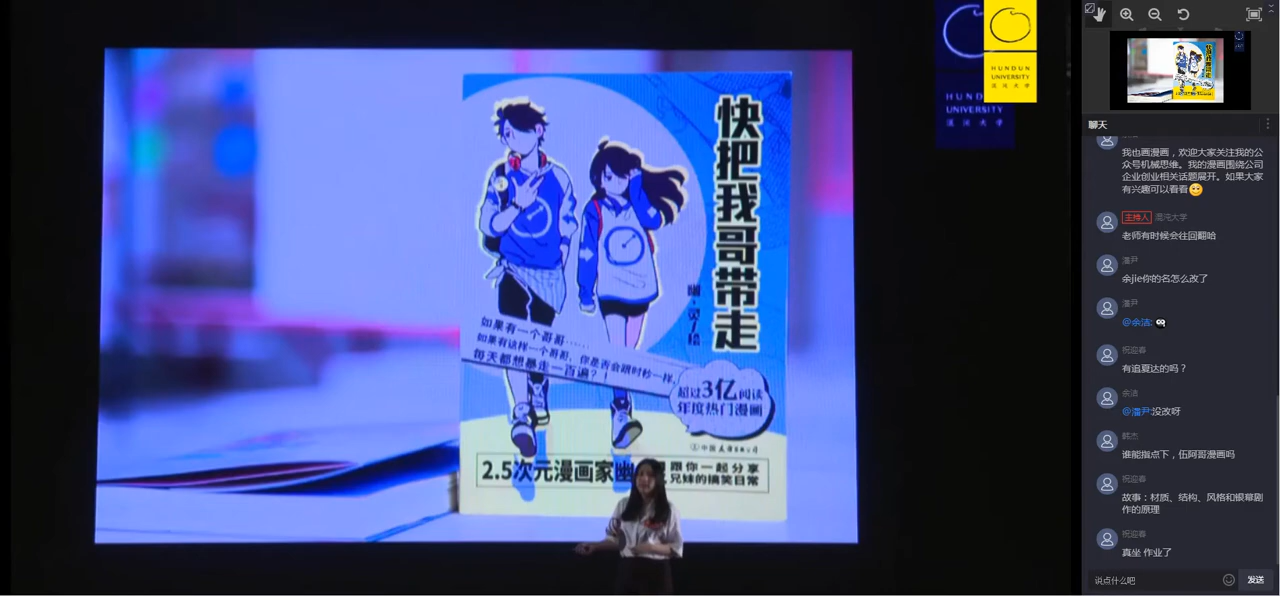 HUNDUN
UNIVERSITY
混沌大学
HUND
UNIVERSITY
混沌大学
快把我哥带走
幽·灵/绘
如果有一个哥哥……
如果有这样一个哥哥,你是否会跟时秒一样,
每天都想暴走一百遍?!
超过3亿阅读
年度热门漫画
2.5次元漫画家幽
跟你一起分享
兄妹的搞笑日常
聊天
我也画漫画,欢迎大家关注我的公
众号机械思维。我的漫画围绕公司
企业创业相关话题展开。如果大家
有兴趣可以看看
主持人 混沌大学
老师有时候会往回翻哈
潘尹
余jie你的名怎么改了
潘尹
@余洁:
祝迎春
有追夏达的吗?
余洁
@潘尹:没改呀
韩杰
谁能指点下,伍阿哥漫画吗
祝迎春
故事:材质、结构、风格和银幕剧
作的原理
祝迎春
真坐 作业了
说点什么吧
发送